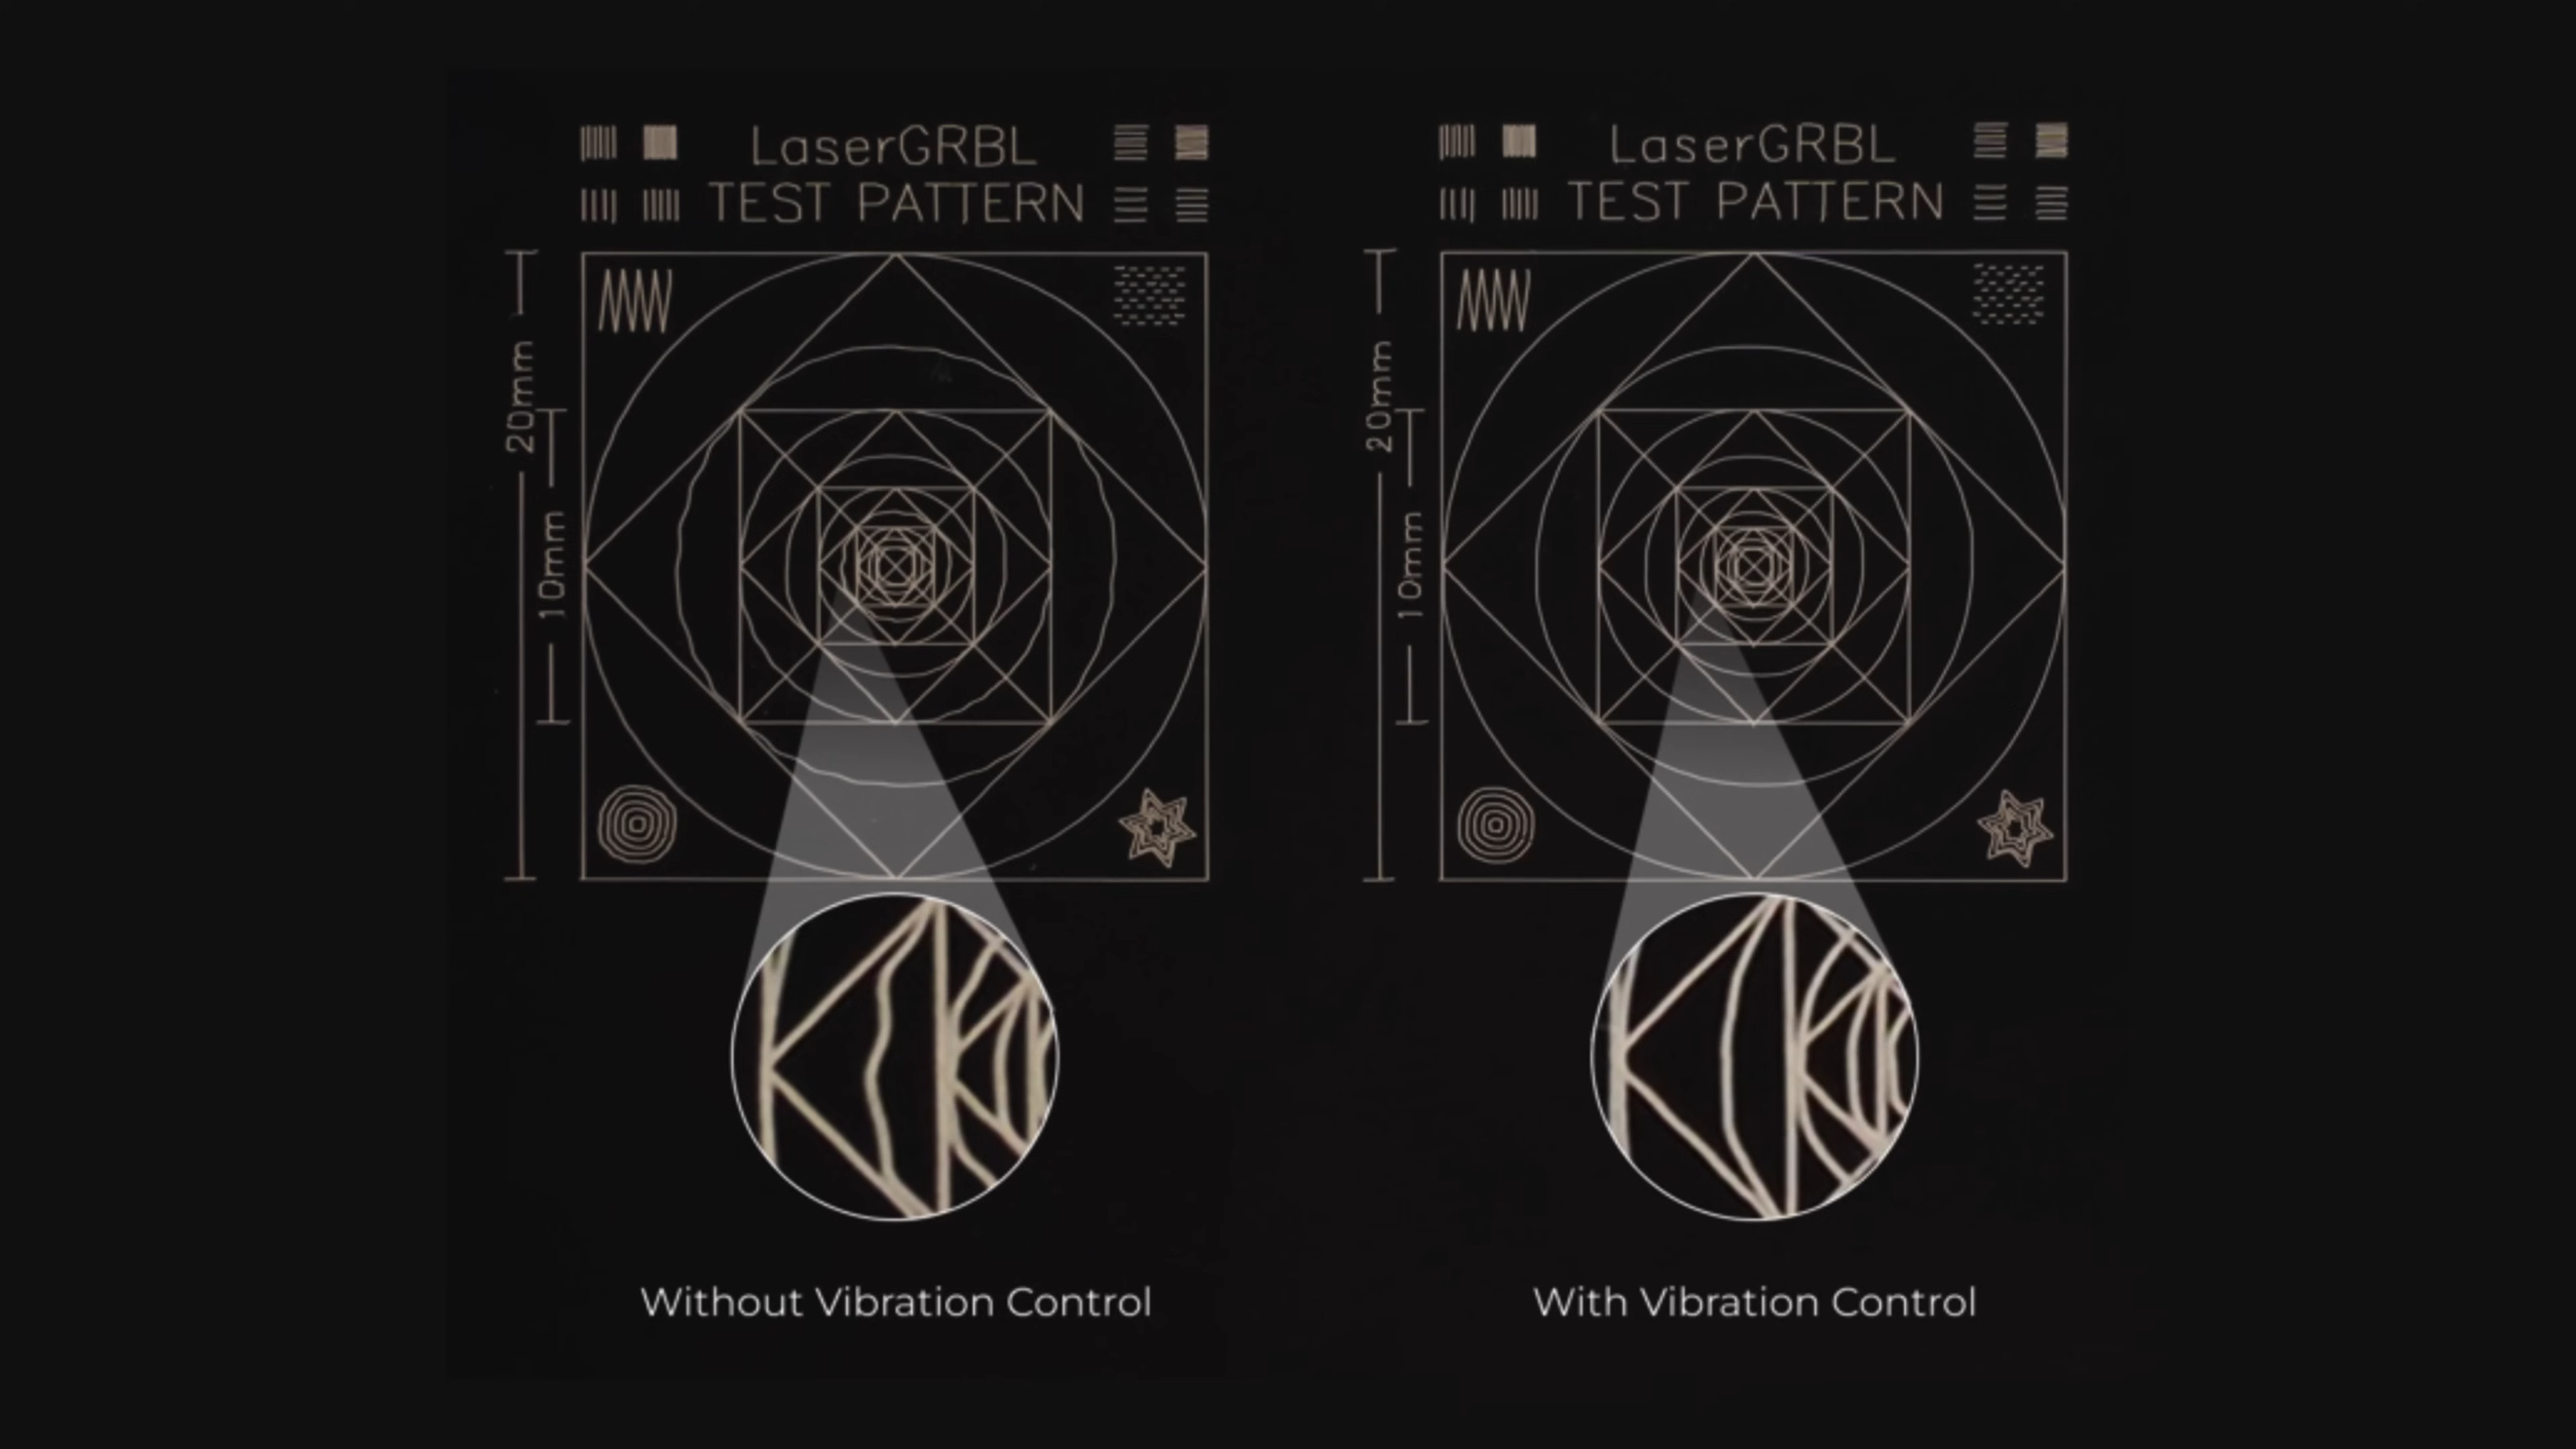 LaserGRBL
TEST PATTERN
20mm
10mm
LaserGRBL
TEST PATTERN
20mm
10mm
Without Vibration Control
With Vibration Control